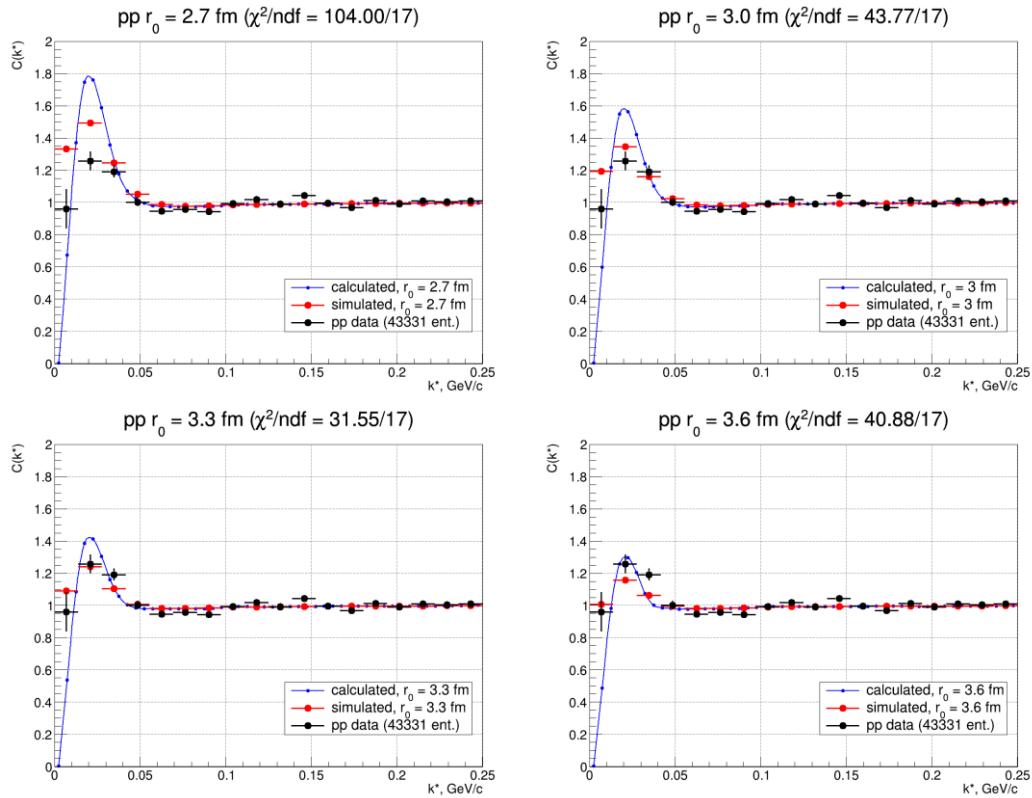 pp r0 = 2.7 fm (χ²/ndf = 104.00/17)
C(k*)
2
1.8
1.6
1.4
1.2
1
0.8
0.6
0.4
0.2
0
calculated, r0 = 2.7 fm
simulated, r0 = 2.7 fm
pp data (43331 ent.)
0 0.05 0.1 0.15 0.2 0.25
k*, GeV/c
pp r0 = 3.0 fm (χ²/ndf = 43.77/17)
C(k*)
2
1.8
1.6
1.4
1.2
1
0.8
0.6
0.4
0.2
0
calculated, r0 = 3 fm
simulated, r0 = 3 fm
pp data (43331 ent.)
0 0.05 0.1 0.15 0.2 0.25
k*, GeV/c
pp r0 = 3.3 fm (χ²/ndf = 31.55/17)
C(k*)
2
1.8
1.6
1.4
1.2
1
0.8
0.6
0.4
0.2
0
calculated, r0 = 3.3 fm
simulated, r0 = 3.3 fm
pp data (43331 ent.)
0 0.05 0.1 0.15 0.2 0.25
k*, GeV/c
pp r0 = 3.6 fm (χ²/ndf = 40.88/17)
C(k*)
2
1.8
1.6
1.4
1.2
1
0.8
0.6
0.4
0.2
0
calculated, r0 = 3.6 fm
simulated, r0 = 3.6 fm
pp data (43331 ent.)
0 0.05 0.1 0.15 0.2 0.25
k*, GeV/c